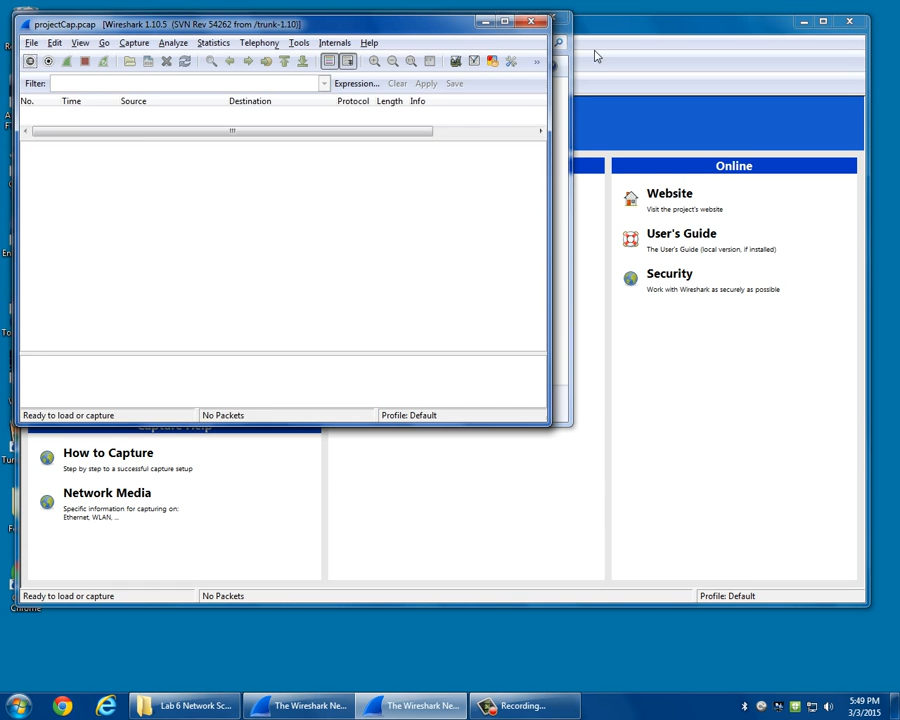 projectCap.pcap [Wireshark 1.10.5 (SVN Rev 54262 from /trunk-1.10)]
File Edit View Go Capture Analyze Statistics Telephony Tools Internals Help
Filter: Expression... Clear Apply Save
No. Time Source Destination Protocol Length Info
Online
Website
Visit the project's website
User's Guide
The User's Guide (local version, if installed)
Security
Work with Wireshark as securely as possible
Ready to load or capture No Packets Profile: Default
Capture Help
How to Capture
Step by step to a successful capture setup
Network Media
Specific information for capturing on:
Ethernet, WLAN, ...
Ready to load or capture No Packets Profile: Default
Chrome
Lab 6 Network Sc... The Wireshark Ne... The Wireshark Ne... Recording...
5:49 PM
3/3/2015